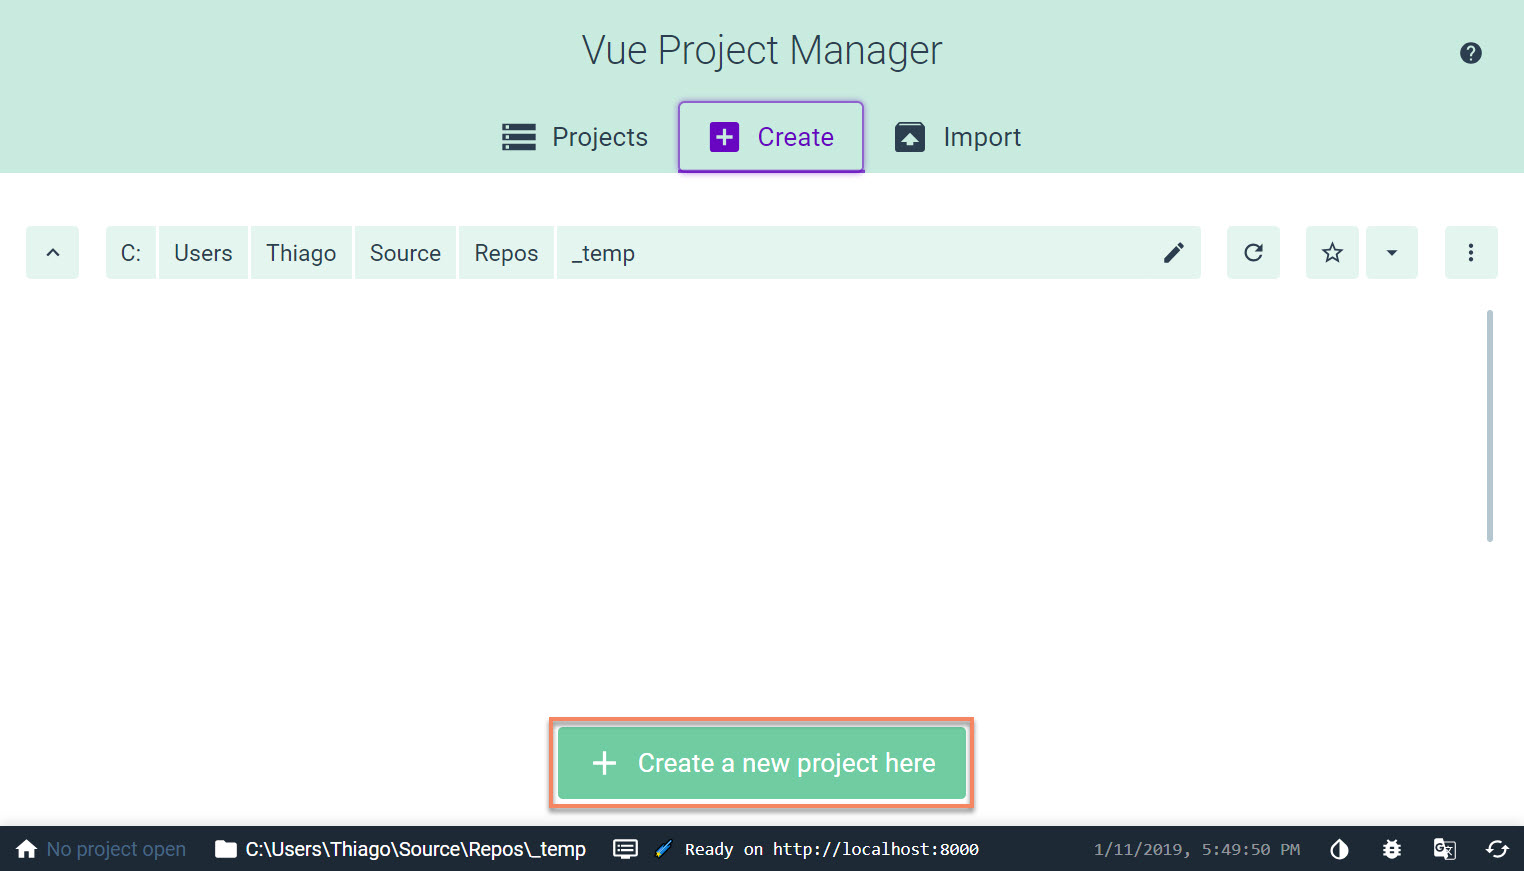 Vue Project Manager
Projects Create Import
C: Users Thiago Source Repos _temp
Create a new project here
No project open C:\Users\Thiago\Source\Repos\_temp Ready on http://localhost:8000 1/11/2019, 5:49:50 PM